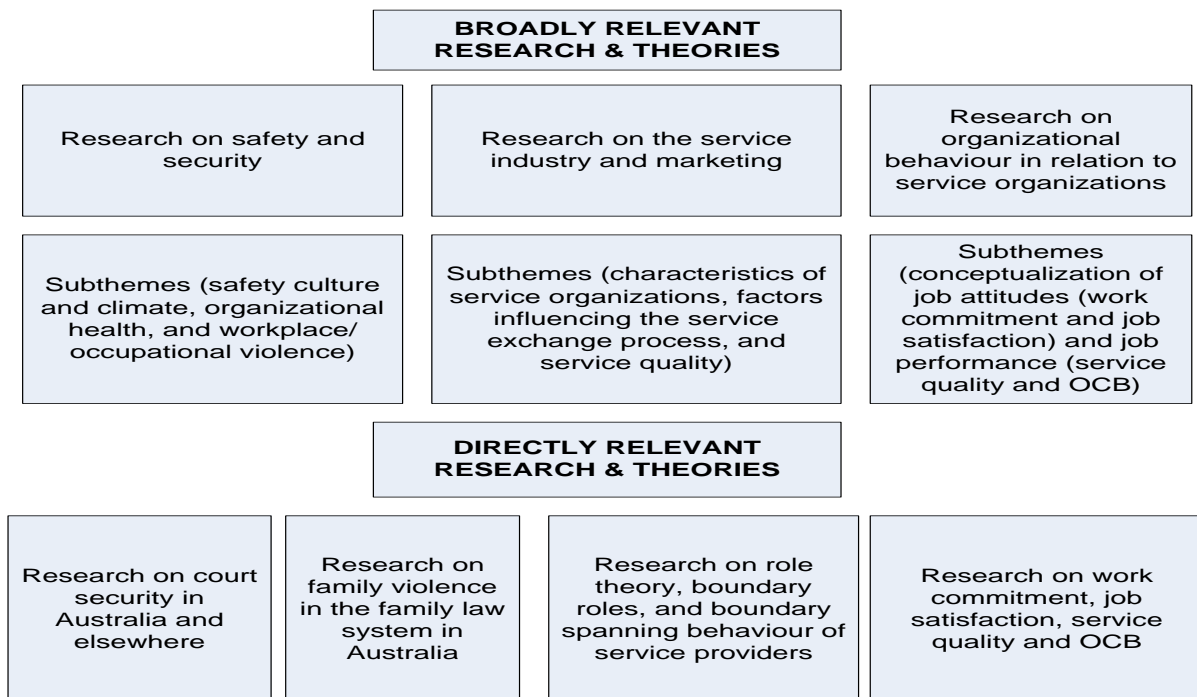 BROADLY RELEVANT
RESEARCH & THEORIES
Research on safety and
security
Research on the service
industry and marketing
Research on
organizational
behaviour in relation to
service organizations
Subthemes (safety culture
and climate, organizational
health, and workplace/
occupational violence)
Subthemes (characteristics of
service organizations, factors
influencing the service
exchange process, and
service quality)
Subthemes
(conceptualization of
job attitudes (work
commitment and job
satisfaction) and job
performance (service
quality and OCB)
DIRECTLY RELEVANT
RESEARCH & THEORIES
Research on court
security in
Australia and
elsewhere
Research on
family violence
in the family law
system in
Australia
Research on role
theory, boundary
roles, and boundary
spanning behaviour of
service providers
Research on work
commitment, job
satisfaction, service
quality and OCB